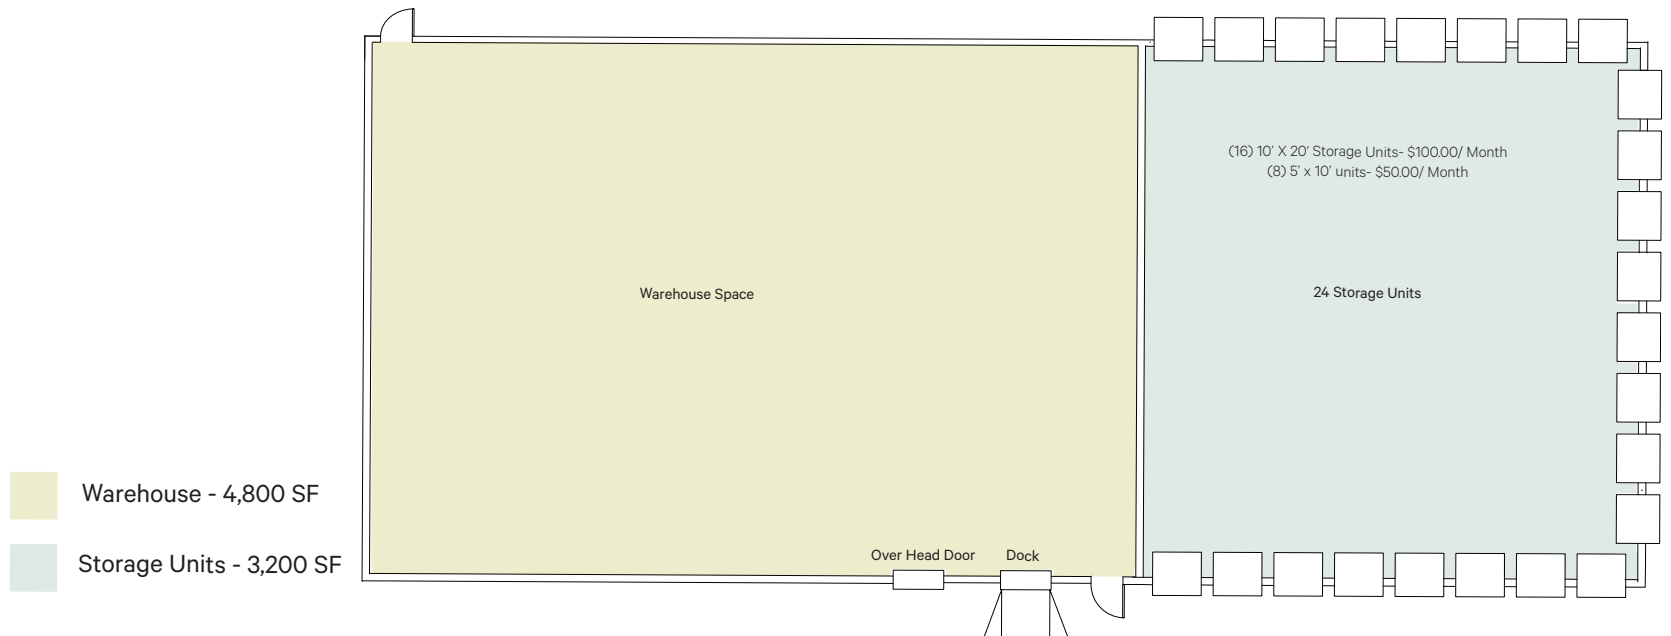 (16) 10’ X 20‘ Storage Units- $100.00/ Month
(8) 5’ x 10’ units- $50.00/ Month
Warehouse Space
24 Storage Units
Warehouse - 4,800 SF
Storage Units - 3,200 SF
Over Head Door
Dock